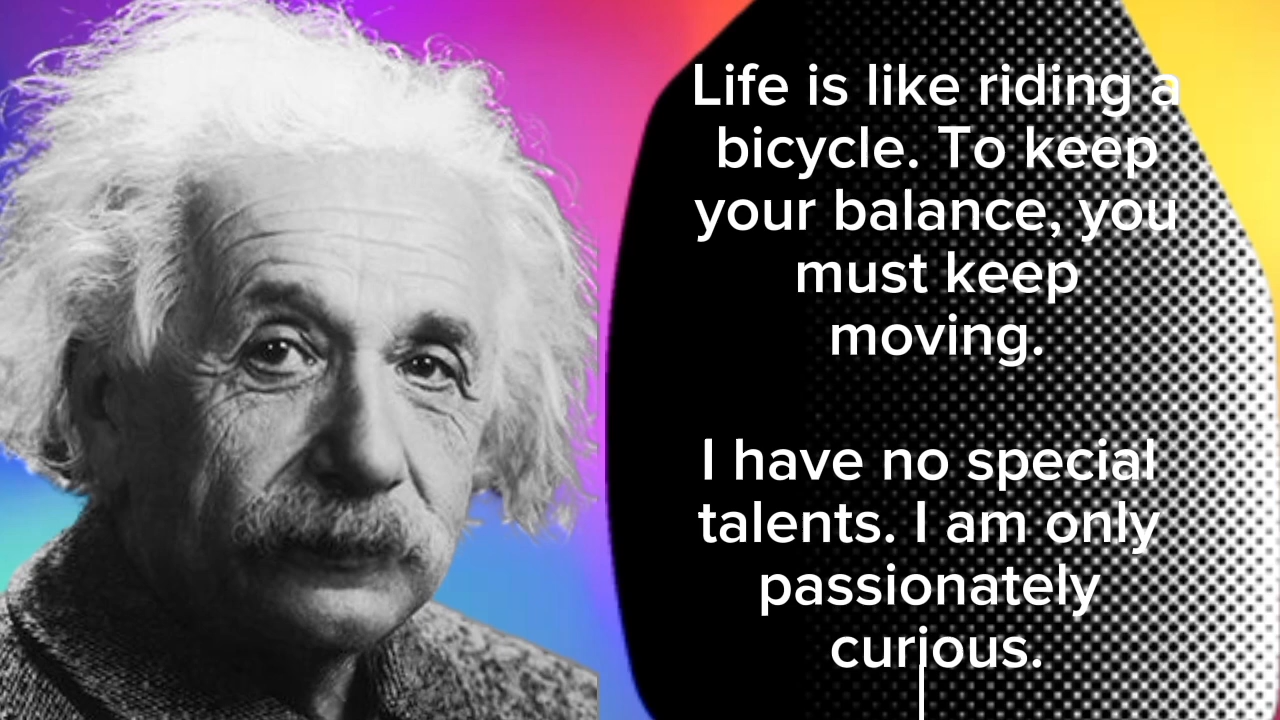 Life is like riding a
bicycle. To keep
your balance, you
must keep
moving.
I have no special
talents. I am only
passionately
curious.